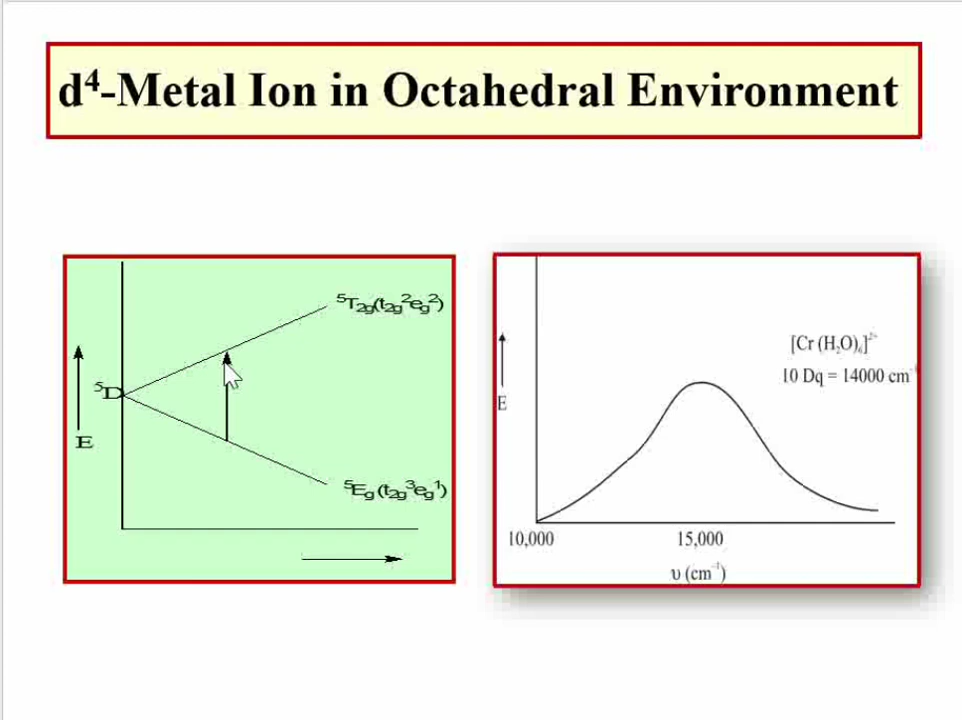 d⁴-Metal Ion in Octahedral Environment
⁵T₂g(t₂g²eg²)
⁵D
E
⁵Eg(t₂g³eg¹)
[Cr (H₂O)₆]²⁺
10 Dq = 14000 cm⁻¹
E
10,000 15,000
υ (cm⁻¹)